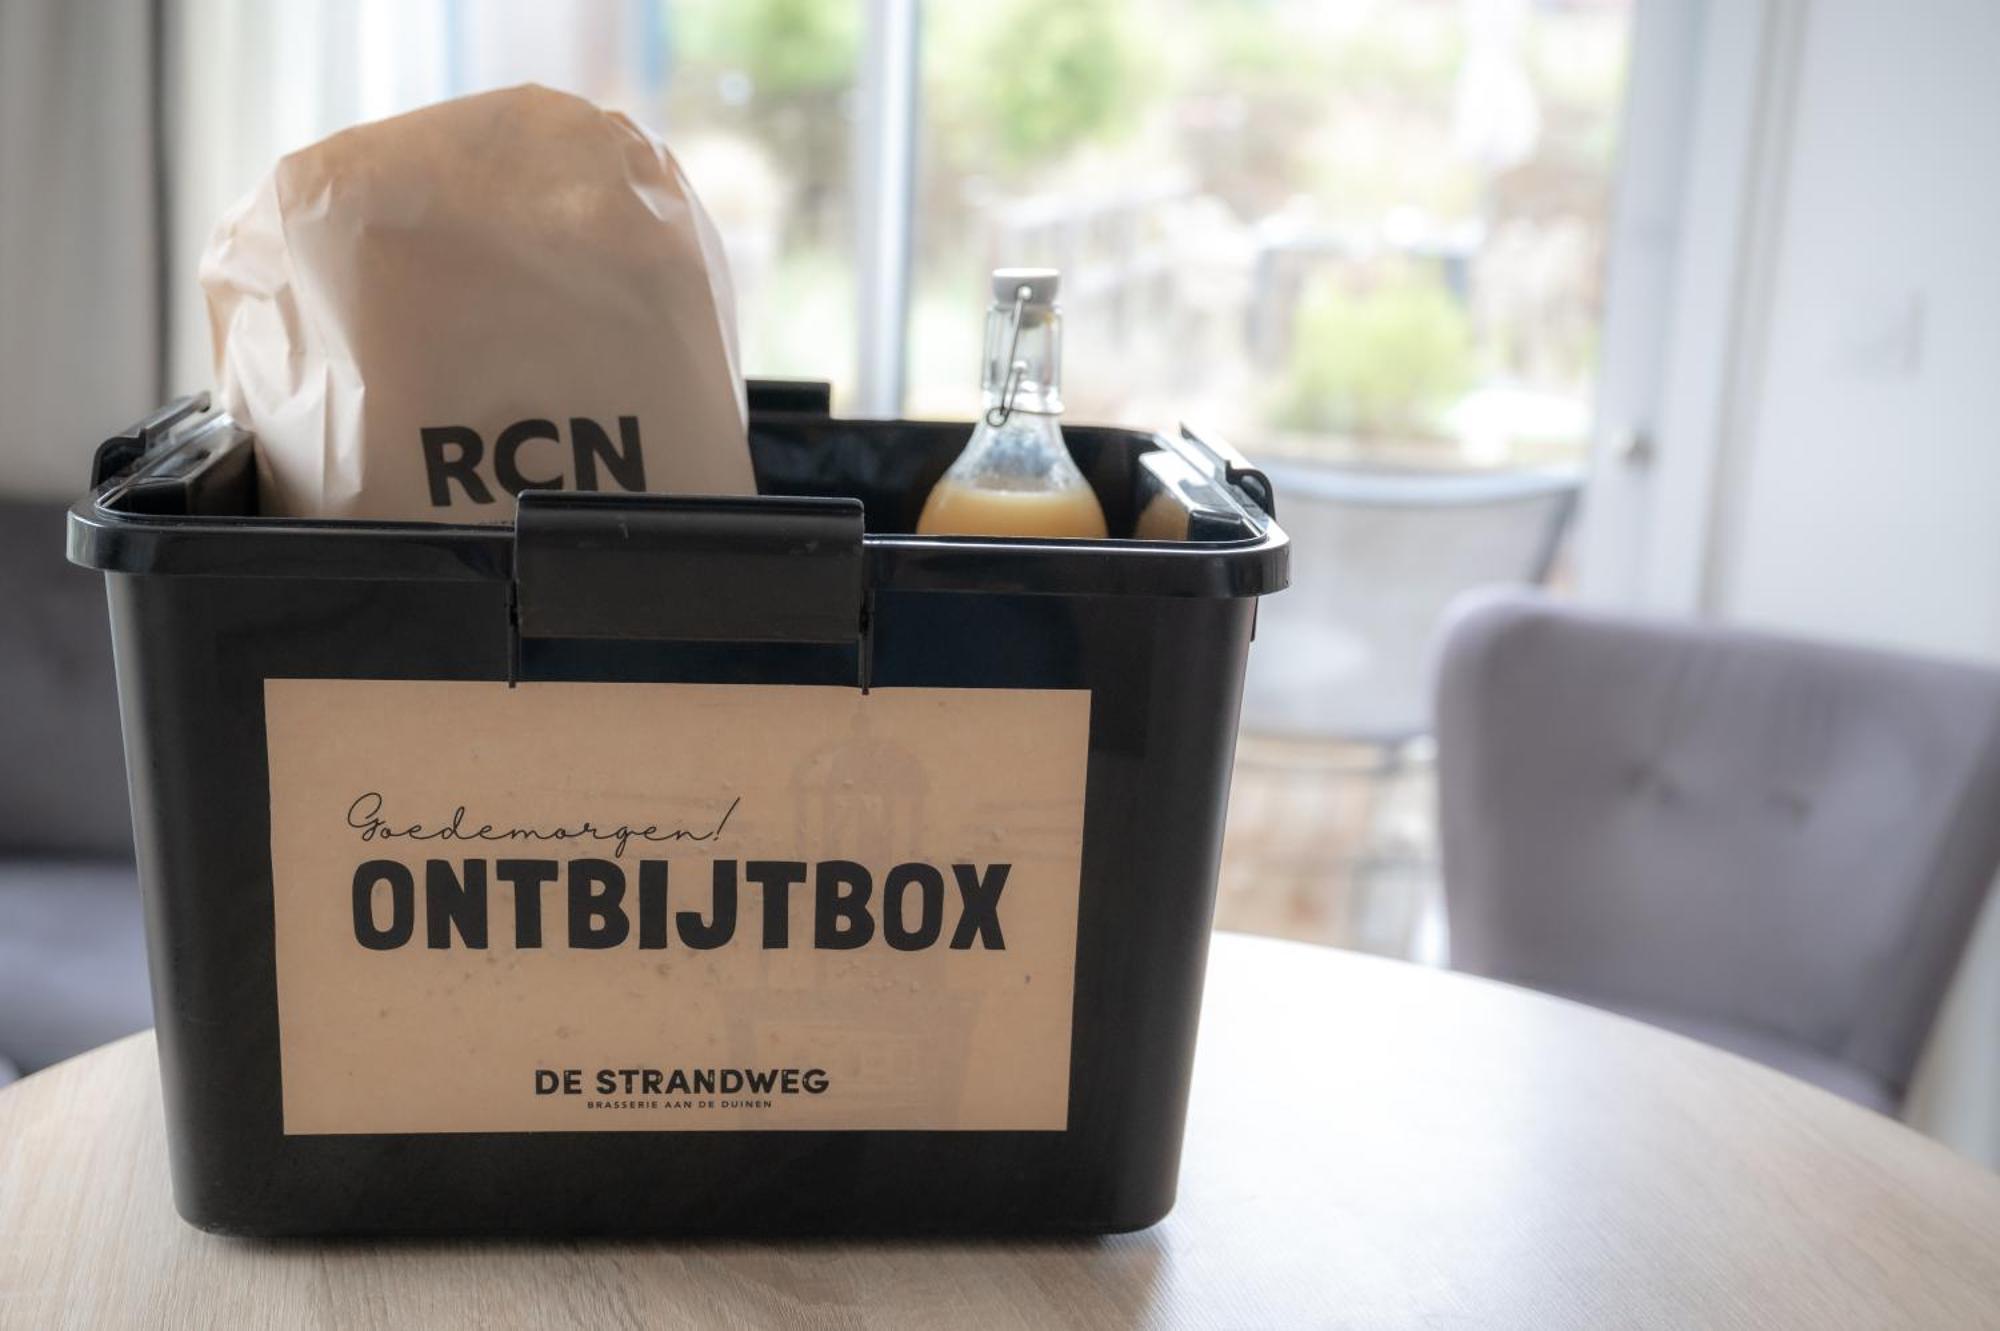 RCN
Goedemorgen!
ONTBIJTBOX
DE STRANDWEG
BRASSERIE AAN DE DUINEN